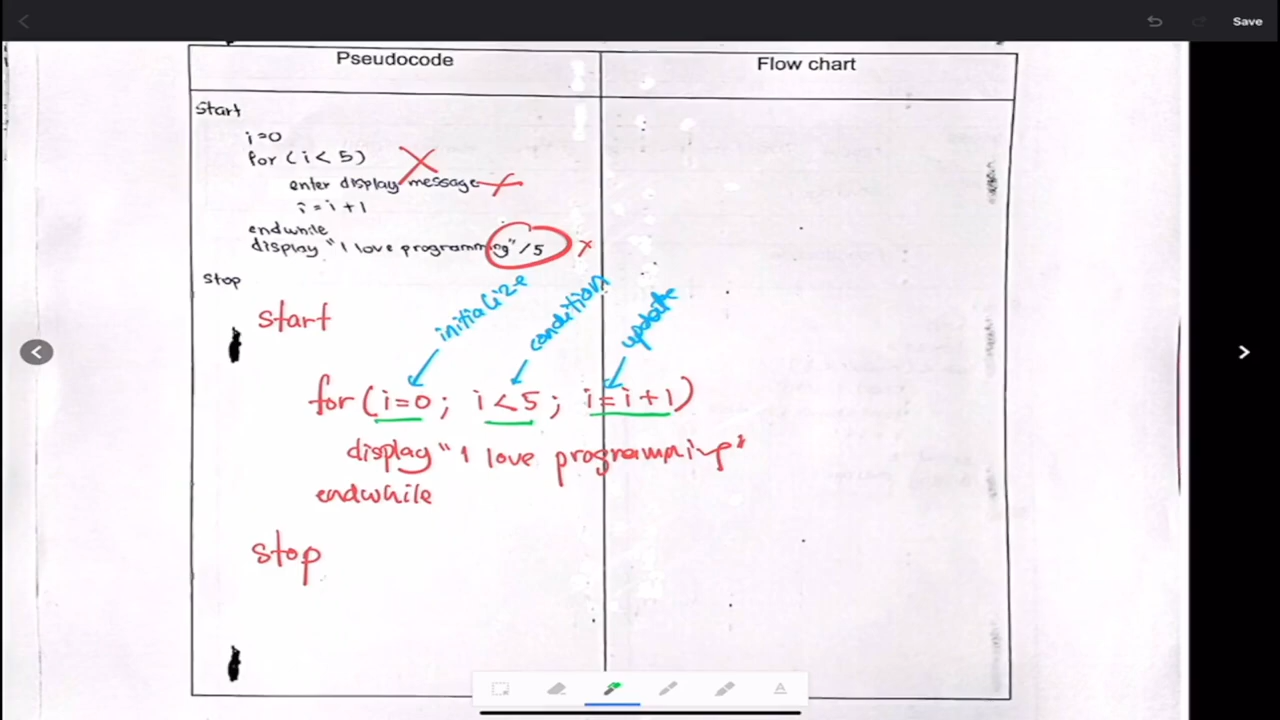 Save
Pseudocode
Flow chart
Start
i=0
for (i < 5)
enter display message
i = i + 1
endwhile
display "I love programming" / 5
Stop
start
initialize
condition
update
for (i=0; i<5; i=i+1)
display "I love programming"
endwhile
stop
A